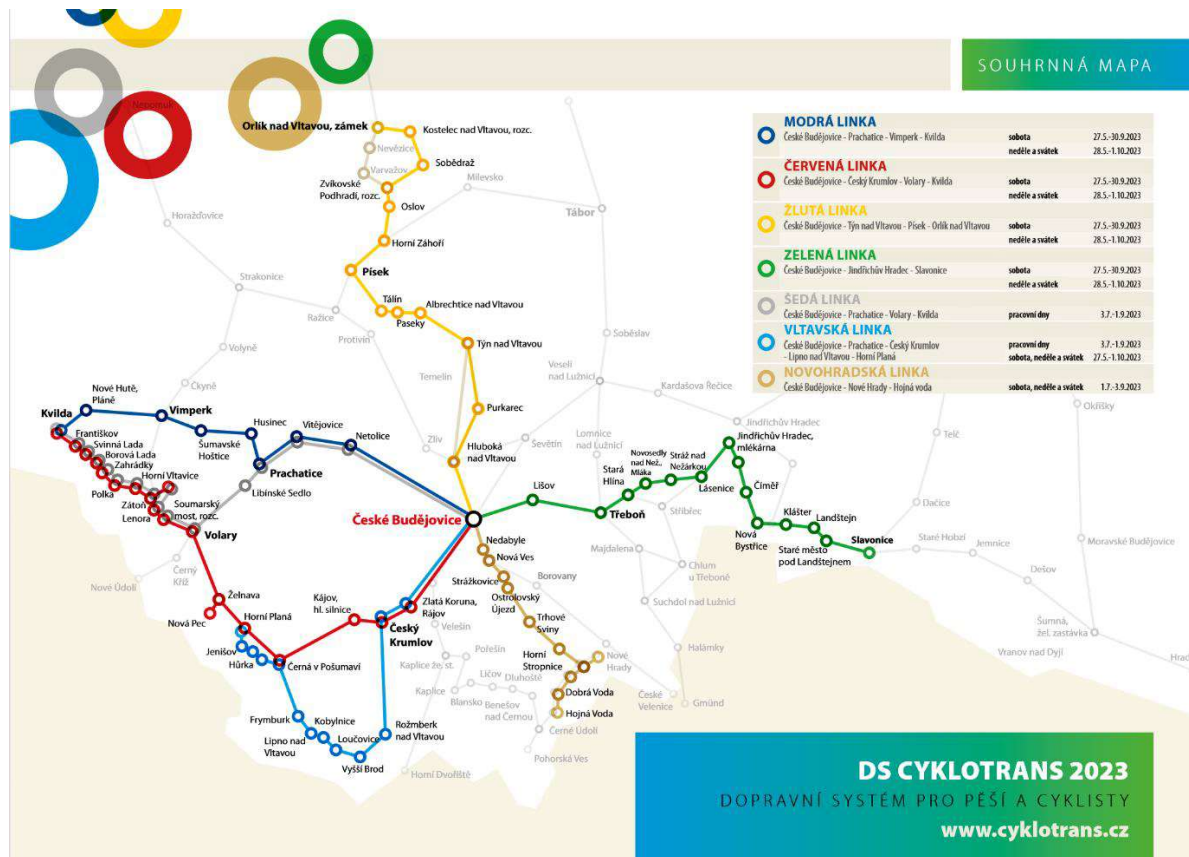 SOUHRNNÁ MAPA
MODRÁ LINKA
České Budějovice - Prachatice - Vimperk - Kvilda
sobota 27.5.-30.9.2023
neděle a svátek 28.5.-1.10.2023
ČERVENÁ LINKA
České Budějovice - Český Krumlov - Volary - Kvilda
sobota 27.5.-30.9.2023
neděle a svátek 28.5.-1.10.2023
ŽLUTÁ LINKA
České Budějovice - Týn nad Vltavou - Písek - Orlík nad Vltavou
sobota 27.5.-30.9.2023
neděle a svátek 28.5.-1.10.2023
ZELENÁ LINKA
České Budějovice - Jindřichův Hradec - Slavonice
sobota 27.5.-30.9.2023
neděle a svátek 28.5.-1.10.2023
ŠEDÁ LINKA
České Budějovice - Prachatice - Volary - Kvilda
pracovní dny 3.7.-1.9.2023
VLTAVSKÁ LINKA
České Budějovice - Prachatice - Český Krumlov
- Lipno nad Vltavou - Horní Planá
pracovní dny 3.7.-1.9.2023
sobota, neděle a svátek 27.5.-1.10.2023
NOVOHRADSKÁ LINKA
České Budějovice - Nové Hrady - Hojná voda
sobota, neděle a svátek 1.7.-3.9.2023
Nepomuk
Orlík nad Vltavou, zámek
Kostelec nad Vltavou, rozc.
Nevězice
Varvažov
Sobědraž
Zvíkovské
Podhradí, rozc.
Milevsko
Oslov
Horažďovice
Tábor
Horní Záhoří
Písek
Strakonice
Tálín
Paseky
Albrechtice nad Vltavou
Ražice
Protivín
Soběslav
Týn nad Vltavou
Volyně
Temelín
Veselí
nad Lužnicí
Čkyně
Kardašova Řečice
Okříšky
Nové Hutě,
Pláně
Kvilda
Vimperk
Husinec
Vitějovice
Netolice
Purkarec
Jindřichův Hradec
Telč
Františkov
Svinná Lada
Borová Lada
Zahrádky
Horní Vltavice
Polka
Zátoň
Lenora
Soumarský
most, rozc.
Šumavské
Hoštice
Prachatice
Libínské Sedlo
Zliv
Hluboká
nad Vltavou
Ševětín
Lomnice
nad Lužnicí
Novosedly
nad Než.,
Mláka
Stráž nad
Nežárkou
Jindřichův Hradec,
mlékárna
Stará
Hlína
Lásenice
Číměř
Lišov
Třeboň
Stříbřec
Klášter
Landštejn
Dačice
České Budějovice
Volary
Nová
Bystřice
Staré město
pod Landštejnem
Slavonice
Staré Hobzí
Jemnice
Moravské Budějovice
Nedabyle
Nová Ves
Majdalena
Černý
Kříž
Nové Údolí
Strážkovice
Borovany
Chlum
u Třeboně
Dešov
Ostrolovský
Újezd
Želnava
Kájov,
hl. silnice
Zlatá Koruna,
Rájov
Suchdol nad Lužnicí
Nová Pec
Horní Planá
Český
Krumlov
Velešín
Trhové
Sviny
Šumná,
žel. zastávka
Jenišov
Hůrka
Černá v Pošumaví
Pořešín
Kaplice že. st.
Horní
Stropnice
Nové
Hrady
Halámky
Vranov nad Dyjí
Hrad
Kaplice
Ličov
Dluhoště
Blansko
Benešov
nad Černou
Dobrá Voda
České
Velenice
Gmünd
Frymburk
Kobylnice
Lipno nad
Vltavou
Loučovice
Vyšší Brod
Rožmberk
nad Vltavou
Hojná Voda
Černé Údolí
Pohorská Ves
Horní Dvořiště
DS CYKLOTRANS 2023
DOPRAVNÍ SYSTÉM PRO PĚŠÍ A CYKLISTY
www.cyklotrans.cz